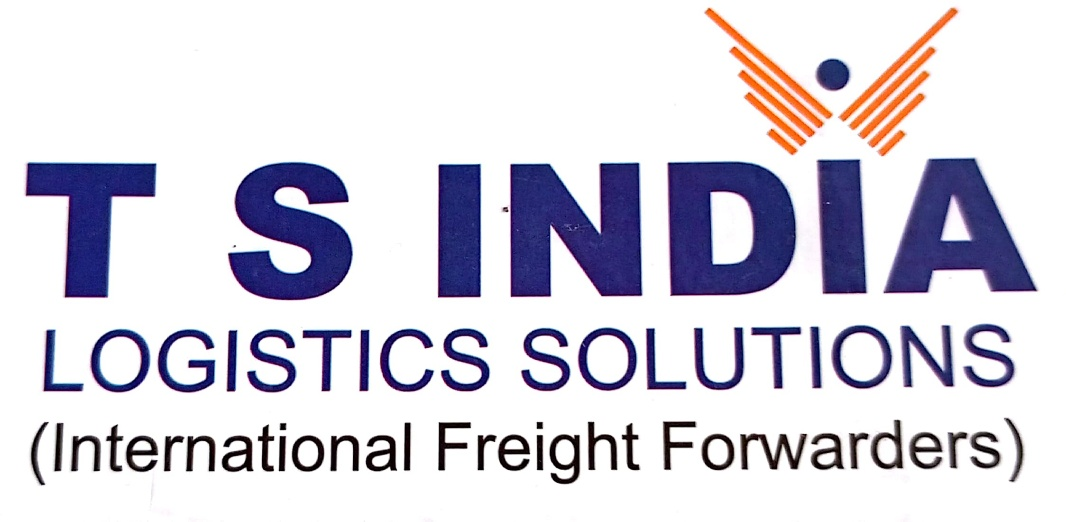 T S INDIA
LOGISTICS SOLUTIONS
(International Freight Forwarders)